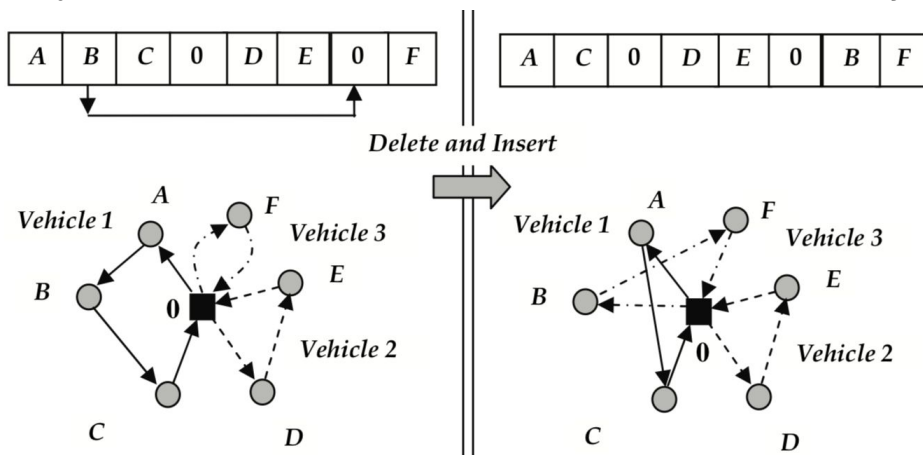 A B C 0 D E 0 F
A C 0 D E 0 B F
Delete and Insert
A
F
Vehicle 1
Vehicle 3
B
E
0
Vehicle 2
C
D
A
F
Vehicle 1
Vehicle 3
B
E
0
Vehicle 2
C
D